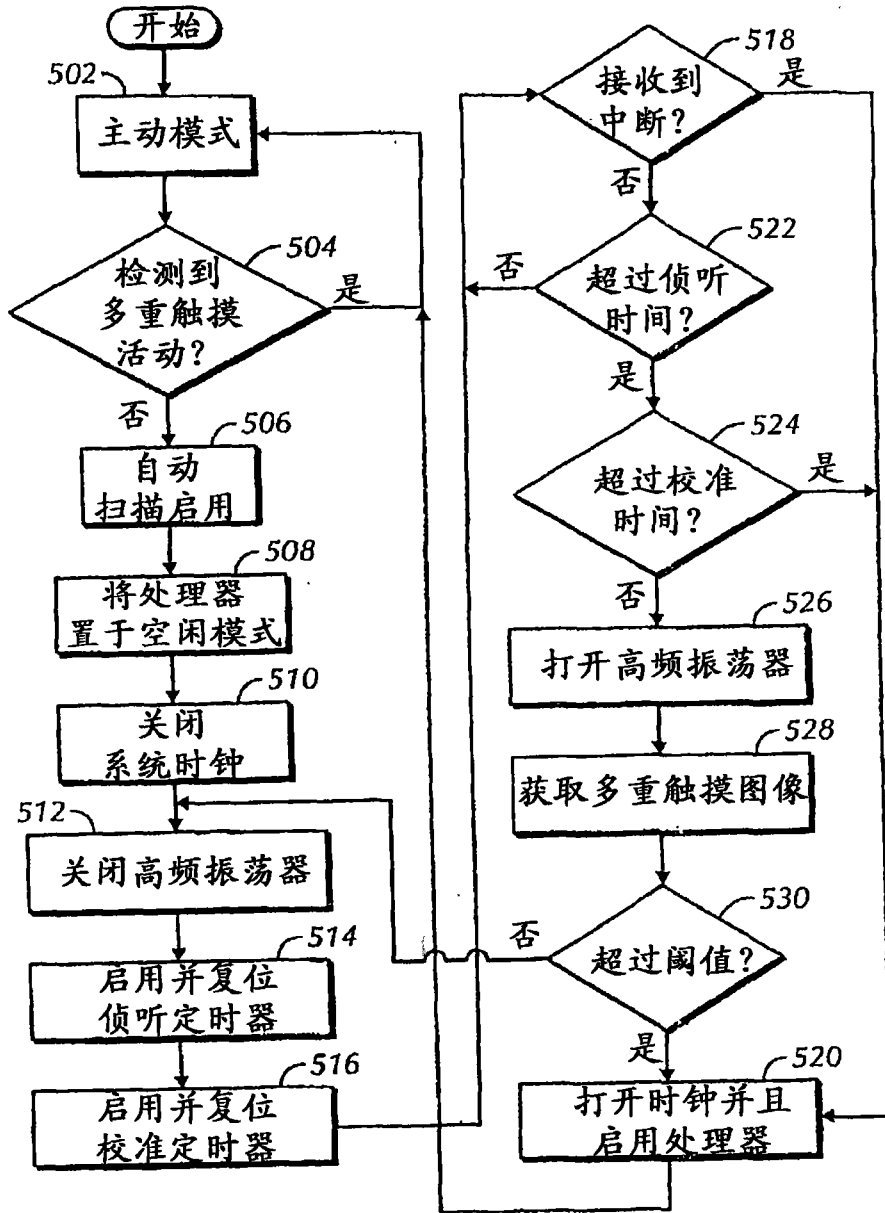 开始
502
主动模式
504
检测到
多重触摸
活动？
是
否
506
自动
扫描启用
508
将处理器
置于空闲模式
510
关闭
系统时钟
512
关闭高频振荡器
514
启用并复位
侦听定时器
516
启用并复位
校准定时器
518
接收到
中断？
是
否
522
超过侦听
时间？
否
是
524
超过校准
时间？
是
否
526
打开高频振荡器
528
获取多重触摸图像
530
超过阈值？
否
是
520
打开时钟并且
启用处理器